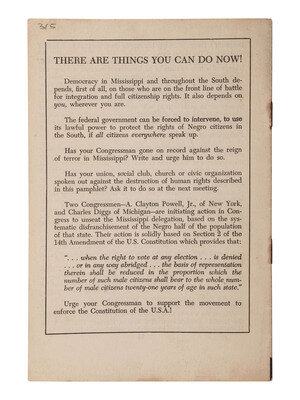 315
THERE ARE THINGS YOU CAN DO NOW!
Democracy in Mississippi and throughout the South de-
pends, first of all, on those who are on the front line of battle
for integration and full citizenship rights. It also depends on
you, wherever you are.
The federal government can be forced to intervene, to use
its lawful power to protect the rights of Negro citizens in
the South, if all citizens everywhere speak up.
Has your Congressman gone on record against the reign
of terror in Mississippi? Write and urge him to do so.
Has your union, social club, church or civic organization
spoken out against the destruction of human rights described
in this pamphlet? Ask it to do so at the next meeting.
Two Congressmen—A. Clayton Powell, Jr., of New York,
and Charles Diggs of Michigan—are initiating action in Con-
gress to unseat the Mississippi delegation, based on the sys-
tematic disfranchisement of the Negro half of the population
of that state. Their action is solidly based on Section 2 of the
14th Amendment of the U.S. Constitution which provides that:
". . . when the right to vote at any election . . . is denied
. . . or in any way abridged . . . the basis of representation
therein shall be reduced in the proportion which the
number of such male citizens shall bear to the whole num-
ber of male citizens twenty-one years of age in such state."
Urge your Congressman to support the movement to
enforce the Constitution of the U.S.A.!